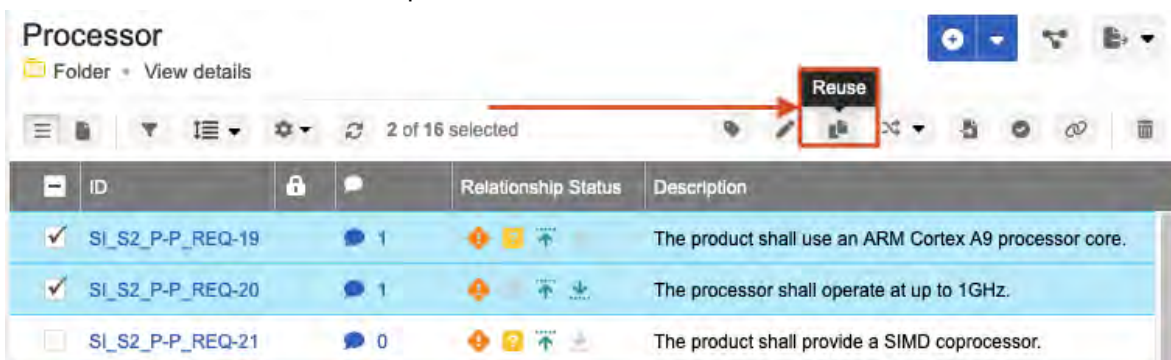 Processor
Folder • View details
Reuse
2 of 16 selected
ID Relationship Status Description
SI_S2_P-P_REQ-19 1 The product shall use an ARM Cortex A9 processor core.
SI_S2_P-P_REQ-20 1 The processor shall operate at up to 1GHz.
SI_S2_P-P_REQ-21 0 The product shall provide a SIMD coprocessor.